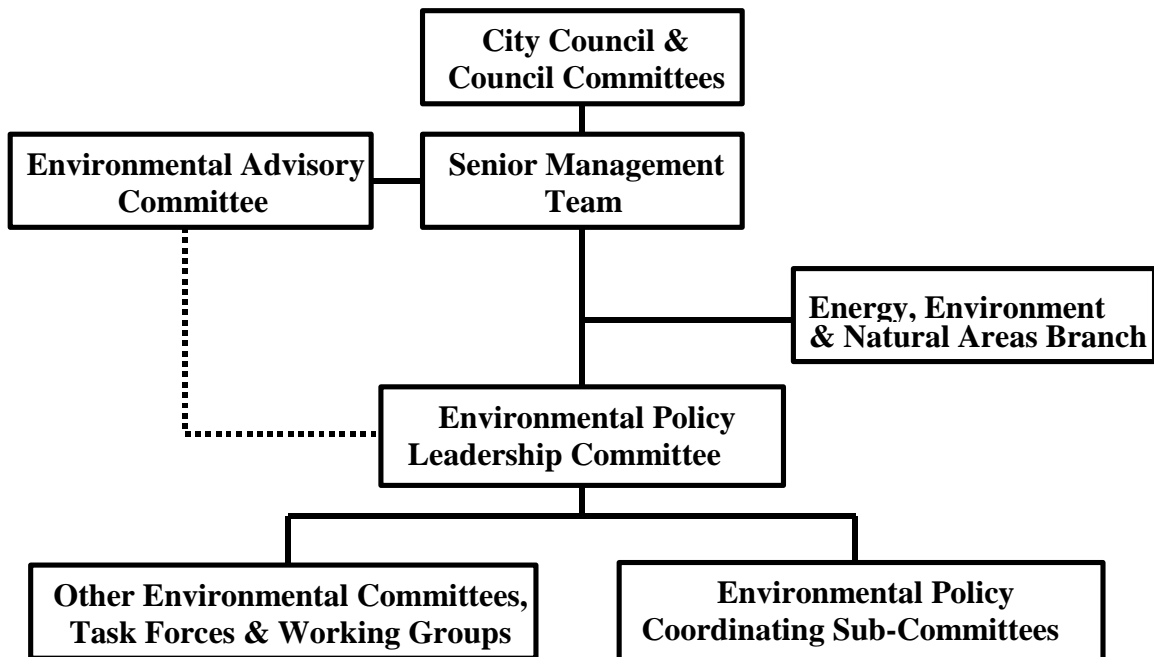 City Council &
Council Committees
Environmental Advisory
Committee
Senior Management
Team
Energy, Environment
& Natural Areas Branch
Environmental Policy
Leadership Committee
Other Environmental Committees,
Task Forces & Working Groups
Environmental Policy
Coordinating Sub-Committees